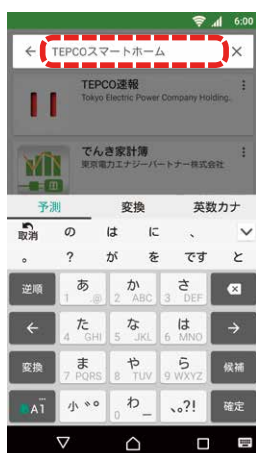 6:00
TEPCOスマートホーム
TEPCO速報
Tokyo Electric Power Company Holding..
でんき家計簿
東京電力エナジーパートナー株式会社
予測 変換 英数カナ
取消 の は に 、
。 ? が を です と
逆順 あ 1 .@ か 2 ABC さ 3 DEF
た 4 GHI な 5 JKL は 6 MNO
変換 ま 7 PQRS や 8 TUV ら 9 WXYZ 候補
あA1 小 ゛゜ わ 0 ー 、。?! 確定